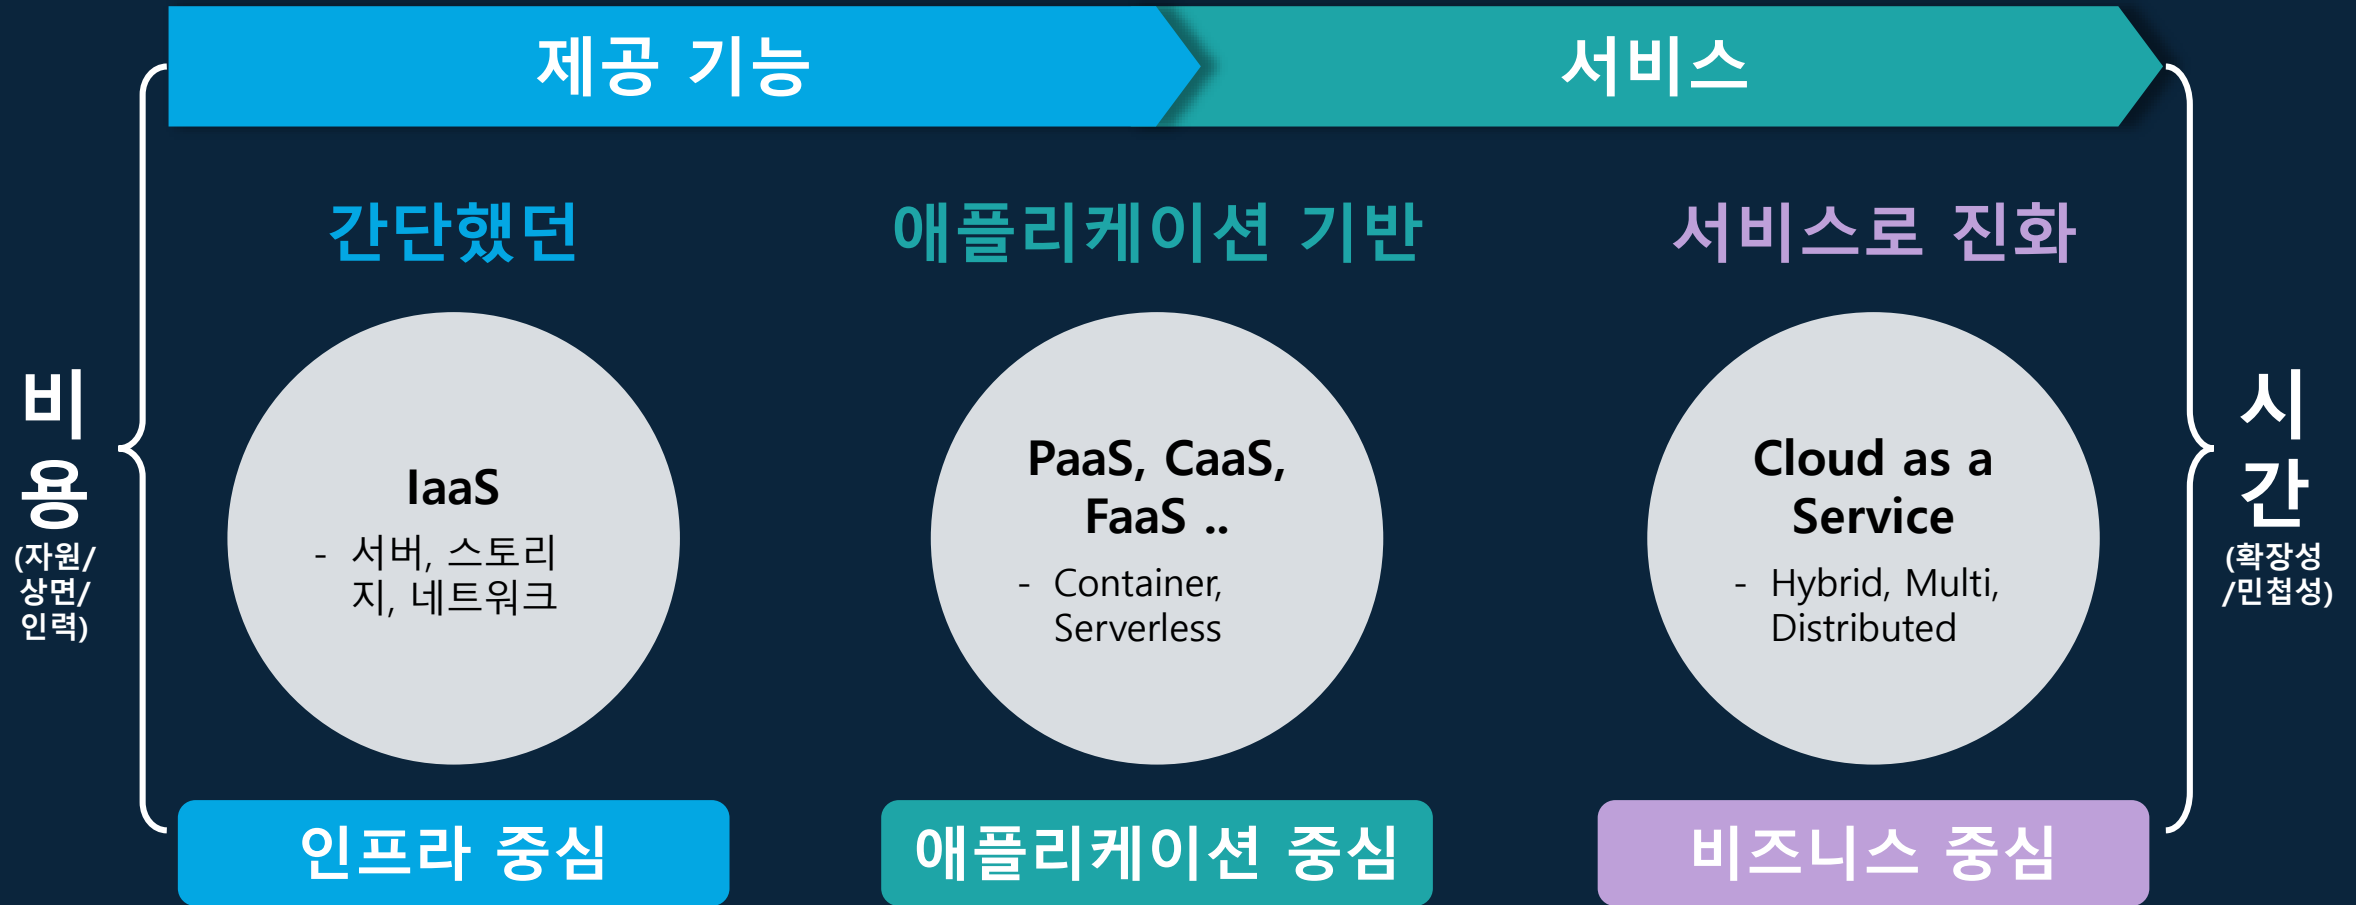 제공 기능
서비스
간단했던
애플리케이션 기반
서비스로 진화
비
용
(자원/
상면/
인력)
IaaS
- 서버, 스토리
지, 네트워크
PaaS, CaaS,
FaaS ..
- Container,
Serverless
Cloud as a
Service
- Hybrid, Multi,
Distributed
시
간
(확장성
/민첩성)
인프라 중심
애플리케이션 중심
비즈니스 중심